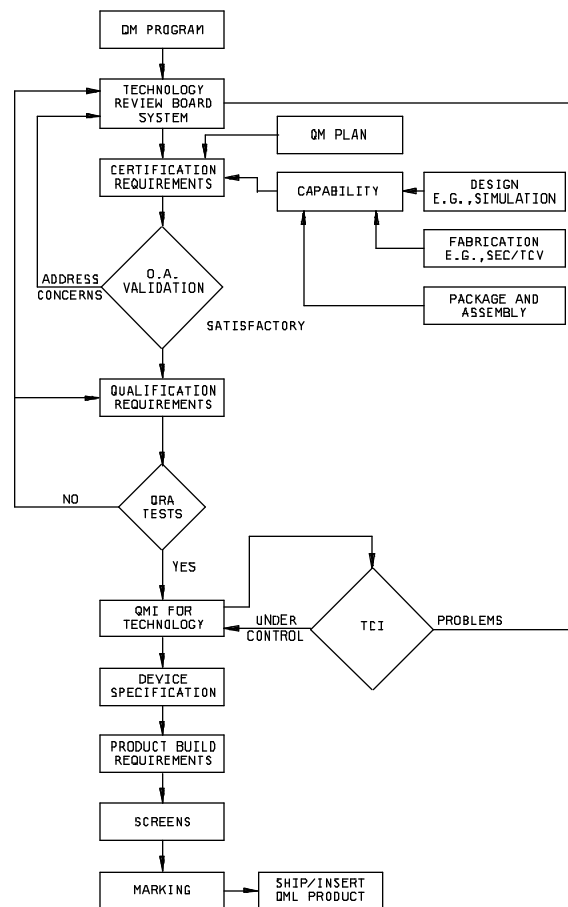 QM PROGRAM
TECHNOLOGY
REVIEW BOARD
SYSTEM
QM PLAN
CERTIFICATION
REQUIREMENTS
CAPABILITY
DESIGN
E.G.,SIMULATION
FABRICATION
E.G.,SEC/TCV
PACKAGE AND
ASSEMBLY
ADDRESS
CONCERNS
O.A.
VALIDATION
SATISFACTORY
QUALIFICATION
REQUIREMENTS
NO
QRA
TESTS
YES
QMI FOR
TECHNOLOGY
UNDER
CONTROL
TCI
PROBLEMS
DEVICE
SPECIFICATION
PRODUCT BUILD
REQUIREMENTS
SCREENS
MARKING
SHIP/INSERT
QML PRODUCT